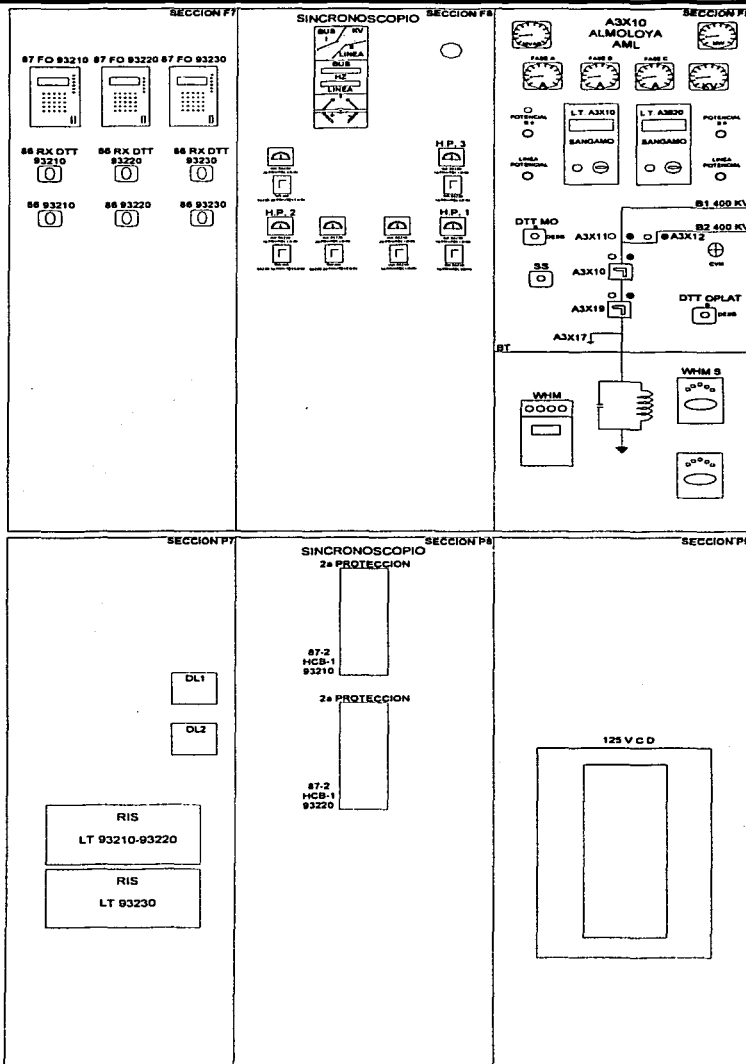 SECCION F7
87 FO 93210 87 FO 93220 87 FO 93230
86 RX DTT
93210
86 RX DTT
93220
86 RX DTT
93230
86 93210
86 93220
86 93230
SECCION F8
SINCRONOSCOPIO
BUS
KV
LINEA
BUS
HZ
LINEA
H.P. 3
H.P. 2
H.P. 1
A3X10
ALMOLOYA
AML
FASE A
FASE B
FASE C
A
A
A
KV
POTENCIAL
LINEA
POTENCIAL
L.T. A3X10
SANGAMO
SANGAMO
POTENCIAL
LINEA
POTENCIAL
B1 400 KV
B2 400 KV
DTT MO
A3X11
A3X12
CVM
SS
A3X10
A3X19
DTT OPLAT
A3X17
BT
WHM
WHM S
SECCION P7
DL1
DL2
RIS
LT 93210-93220
RIS
LT 93230
SECCION P8
SINCRONOSCOPIO
2a PROTECCION
87-2
HCB-1
93210
2a PROTECCION
87-2
HCB-1
93220
125 V C D